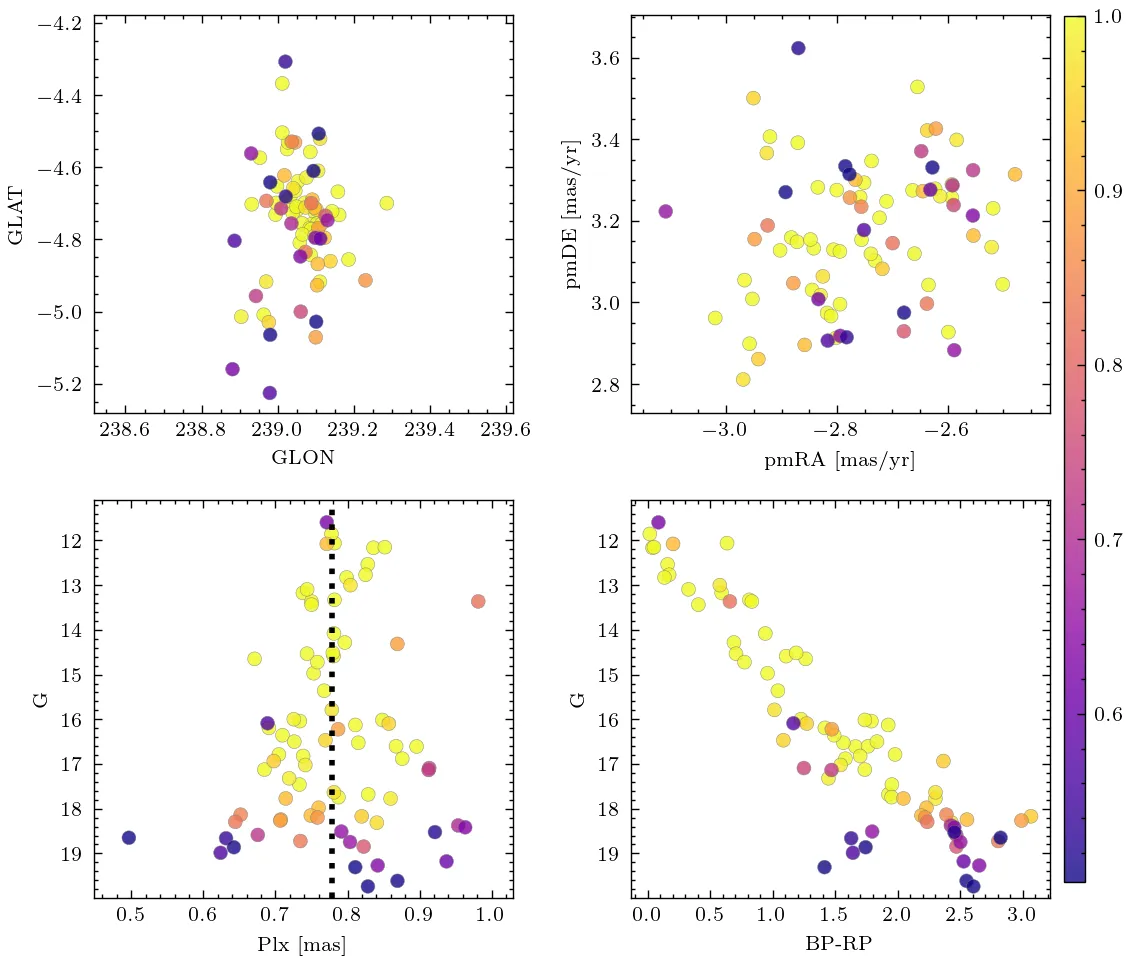 −4.2
−4.4
−4.6
−4.8
−5.0
−5.2
GLAT
238.6 238.8 239.0 239.2 239.4 239.6
GLON
3.6
3.4
3.2
3.0
2.8
pmDE [mas/yr]
−3.0 −2.8 −2.6
pmRA [mas/yr]
1.0
0.9
0.8
0.7
0.6
12
13
14
15
16
17
18
19
G
0.5 0.6 0.7 0.8 0.9 1.0
Plx [mas]
12
13
14
15
16
17
18
19
G
0.0 0.5 1.0 1.5 2.0 2.5 3.0
BP-RP